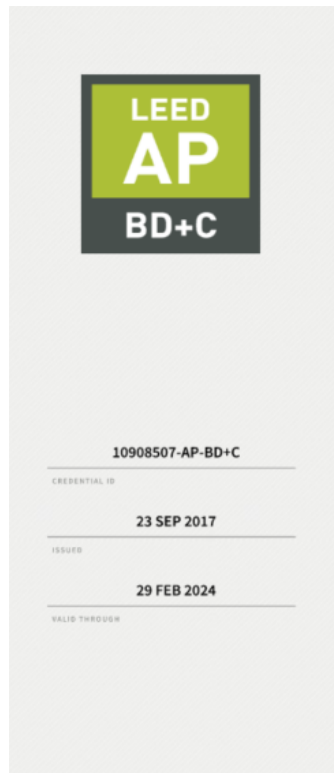 LEED
AP
BD+C
10908507-AP-BD+C
CREDENTIAL ID
23 SEP 2017
ISSUED
29 FEB 2024
VALID THROUGH